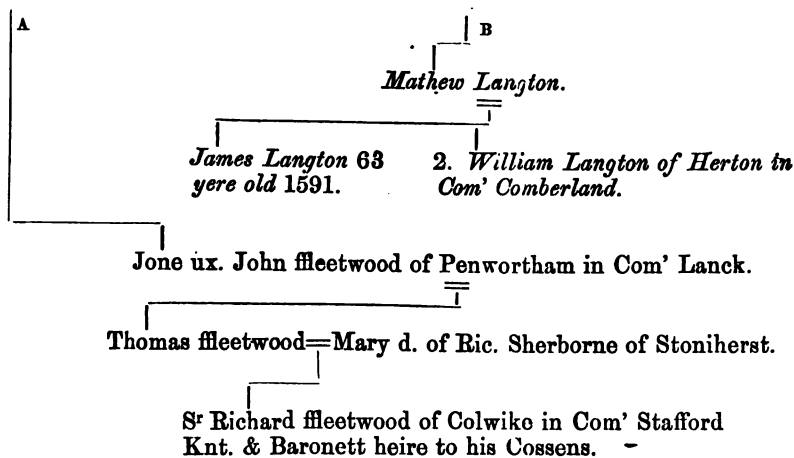 A
B
Mathew Langton.
James Langton 63 yere old 1591.
2. William Langton of Herton in Com' Comberland.
Jone ux. John ffleetwood of Penwortham in Com' Lanck.
Thomas ffleetwood=Mary d. of Ric. Sherborne of Stoniherst.
Sʳ Richard ffleetwood of Colwike in Com' Stafford
Knt. & Baronett heire to his Cossens.